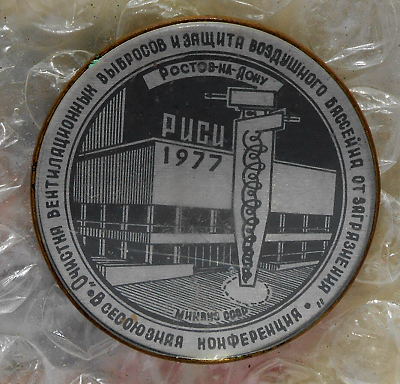 Всесоюзная конференция • „Очистка вентиляционных выбросов и защита воздушного бассейна от загрязнения“
Ростов-на-Дону
РИСИ
1977
Минвуз СССР